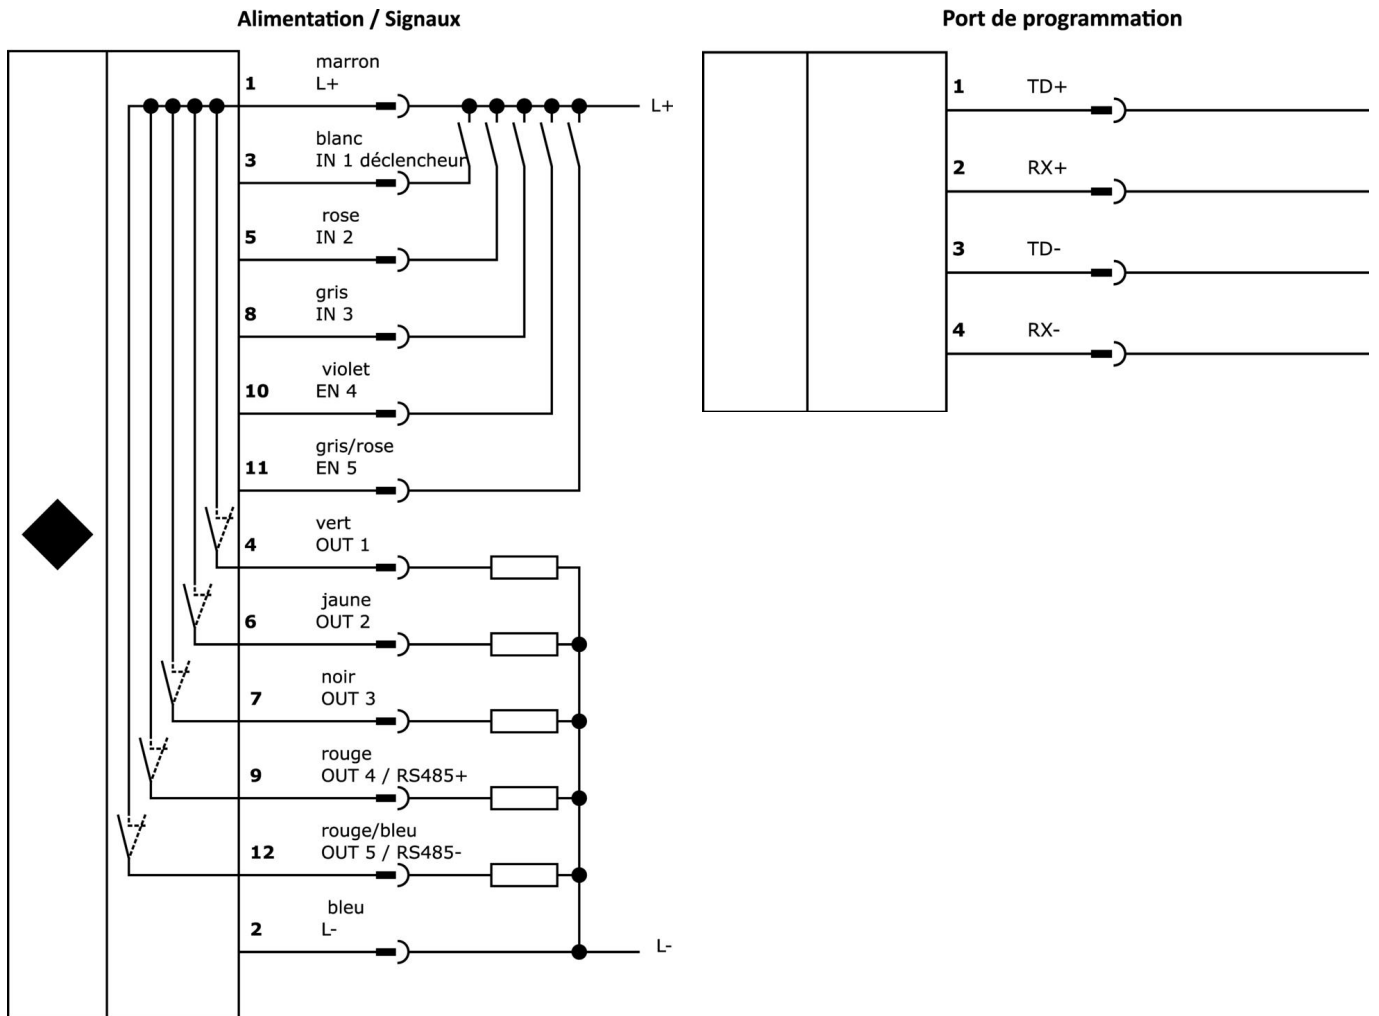 Alimentation / Signaux
marron
1 L+
L+
blanc
3 IN 1 déclencheur
rose
5 IN 2
gris
8 IN 3
violet
10 EN 4
gris/rose
11 EN 5
vert
4 OUT 1
jaune
6 OUT 2
noir
7 OUT 3
rouge
9 OUT 4 / RS485+
rouge/bleu
12 OUT 5 / RS485-
bleu
2 L-
L-
Port de programmation
1 TD+
2 RX+
3 TD-
4 RX-